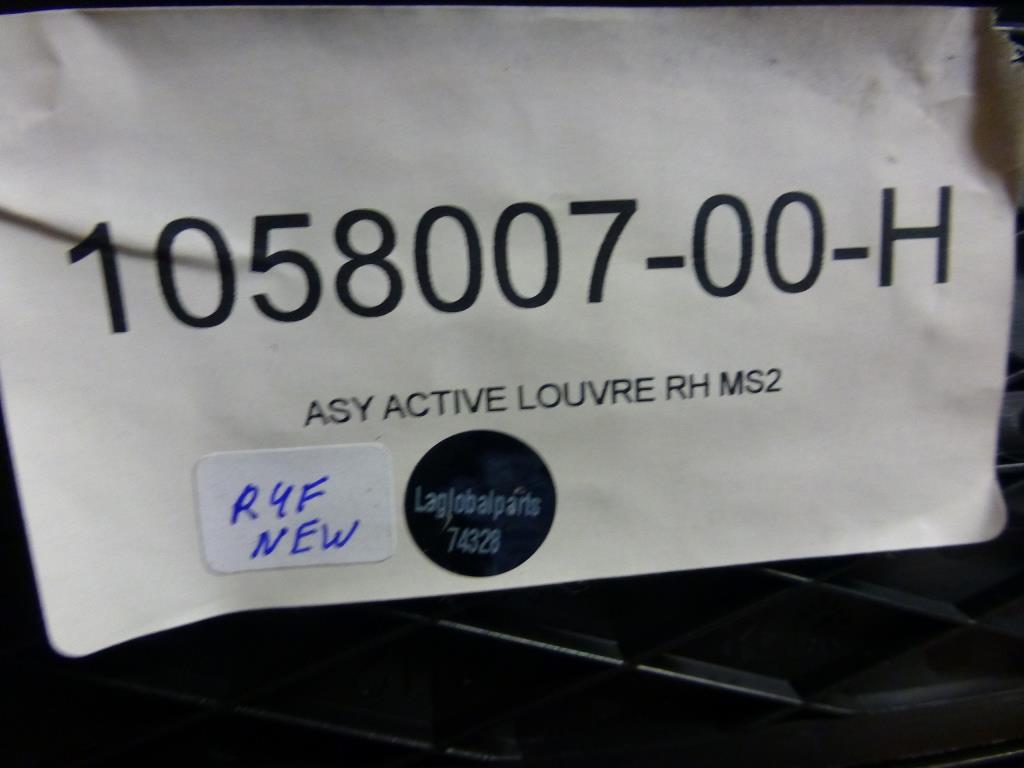 1058007-00-H
ASY ACTIVE LOUVRE RH MS2
R4F
NEW
Laglobalparts
74328